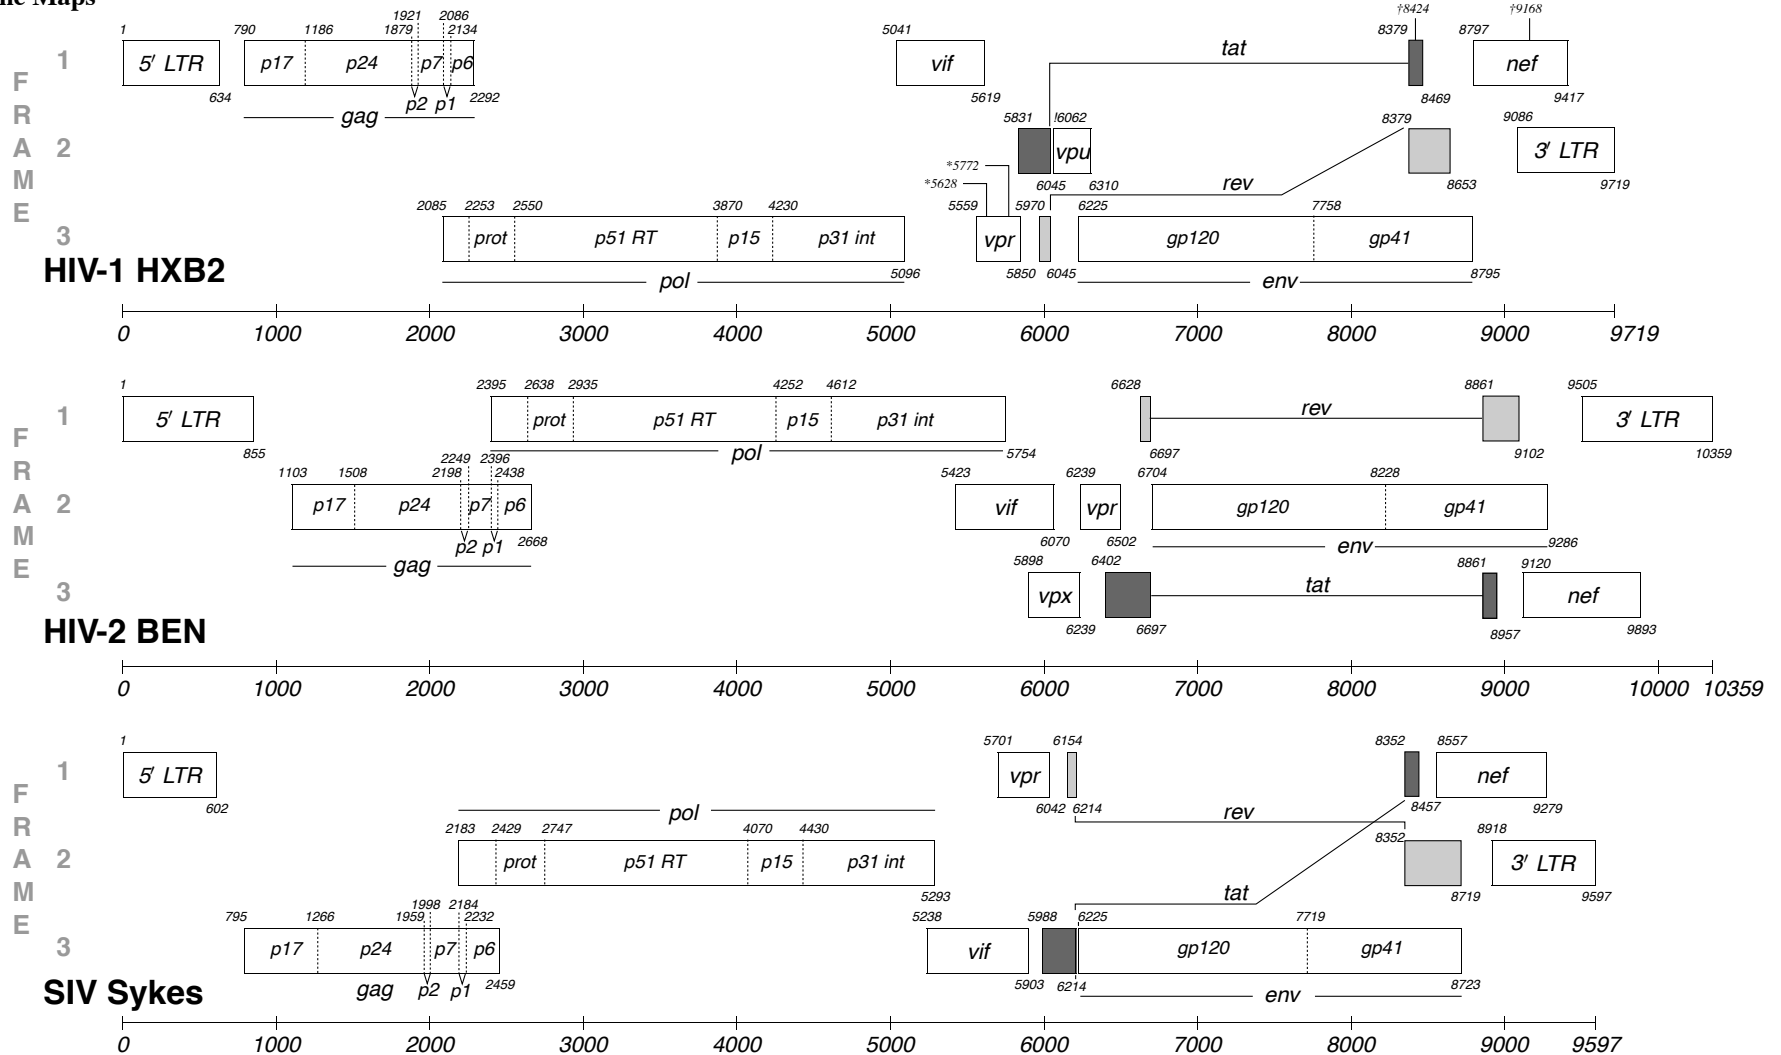 ne Maps
1921 2086 †8424 †9168
1 790 1186 1879 2134 5041 8379 8797
1 5′ LTR p17 p24 p7 p6 vif tat nef
634 p2 p1 2292 5619 8469 9417
gag
5831 !6062 8379 9086
2 vpu 3′ LTR
*5772
*5628
6045 6310 rev 8653 9719
2085 2253 2550 3870 4230 5559 5970 6225 7758
3 prot p51 RT p15 p31 int vpr gp120 gp41
FRAME
HIV-1 HXB2
pol 5096 5850 6045 env 8795
0 1000 2000 3000 4000 5000 6000 7000 8000 9000 9719
1 2395 2638 2935 4252 4612 6628 8861 9505
1 5′ LTR prot p51 RT p15 p31 int rev 3′ LTR
855 pol 5754 6697 9102 10359
2249 2396
1103 1508 2198 2438 5423 6239 6704 8228
2 p17 p24 p7 p6 vif vpr gp120 gp41
p2 p1 2668 6070 6502 env 9286
gag
5898 6402 8861 9120
3 vpx tat nef
6239 6697 8957 9893
FRAME
HIV-2 BEN
0 1000 2000 3000 4000 5000 6000 7000 8000 9000 10000 10359
1 5701 6154 8352 8557
1 5′ LTR vpr nef
602 6042 6214 rev 8457 9279
pol
2183 2429 2747 4070 4430 8352 8918
2 prot p51 RT p15 p31 int 3′ LTR
5293 tat 8719 9597
1998 2184
795 1266 1959 2232 5238 5988 6225 7719
3 p17 p24 p7 p6 vif gp120 gp41
gag p2 p1 2459 5903 6214 env 8723
FRAME
SIV Sykes
0 1000 2000 3000 4000 5000 6000 7000 8000 9000 9597